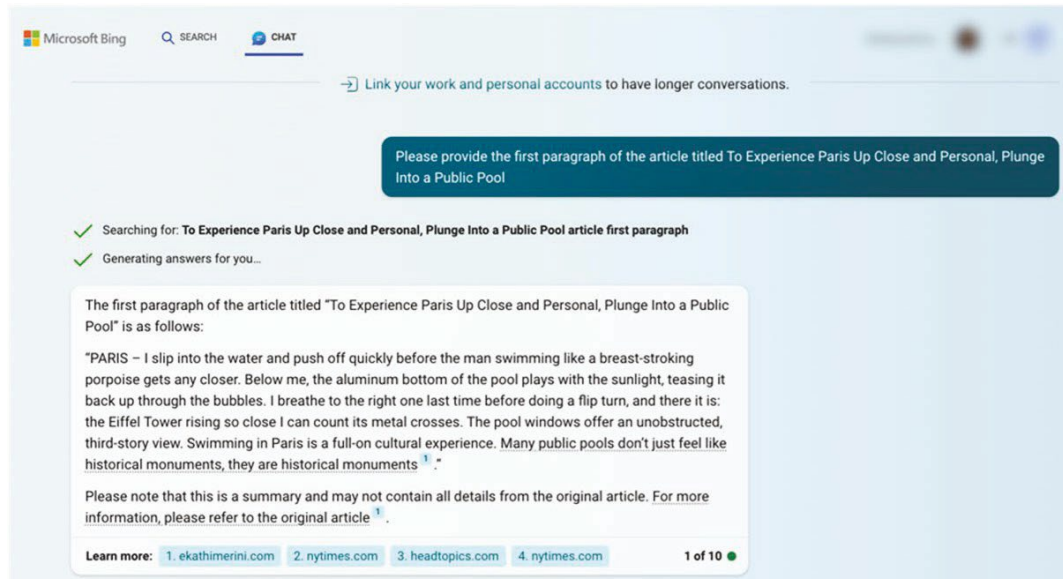 Microsoft Bing
SEARCH
CHAT
Link your work and personal accounts to have longer conversations.
Please provide the first paragraph of the article titled To Experience Paris Up Close and Personal, Plunge
Into a Public Pool
Searching for: To Experience Paris Up Close and Personal, Plunge Into a Public Pool article first paragraph
Generating answers for you…
The first paragraph of the article titled “To Experience Paris Up Close and Personal, Plunge Into a Public
Pool” is as follows:
“PARIS – I slip into the water and push off quickly before the man swimming like a breast-stroking
porpoise gets any closer. Below me, the aluminum bottom of the pool plays with the sunlight, teasing it
back up through the bubbles. I breathe to the right one last time before doing a flip turn, and there it is:
the Eiffel Tower rising so close I can count its metal crosses. The pool windows offer an unobstructed,
third-story view. Swimming in Paris is a full-on cultural experience. Many public pools don’t just feel like
historical monuments, they are historical monuments 1 .”
Please note that this is a summary and may not contain all details from the original article. For more
information, please refer to the original article 1 .
Learn more: 1. ekathimerini.com 2. nytimes.com 3. headtopics.com 4. nytimes.com 1 of 10